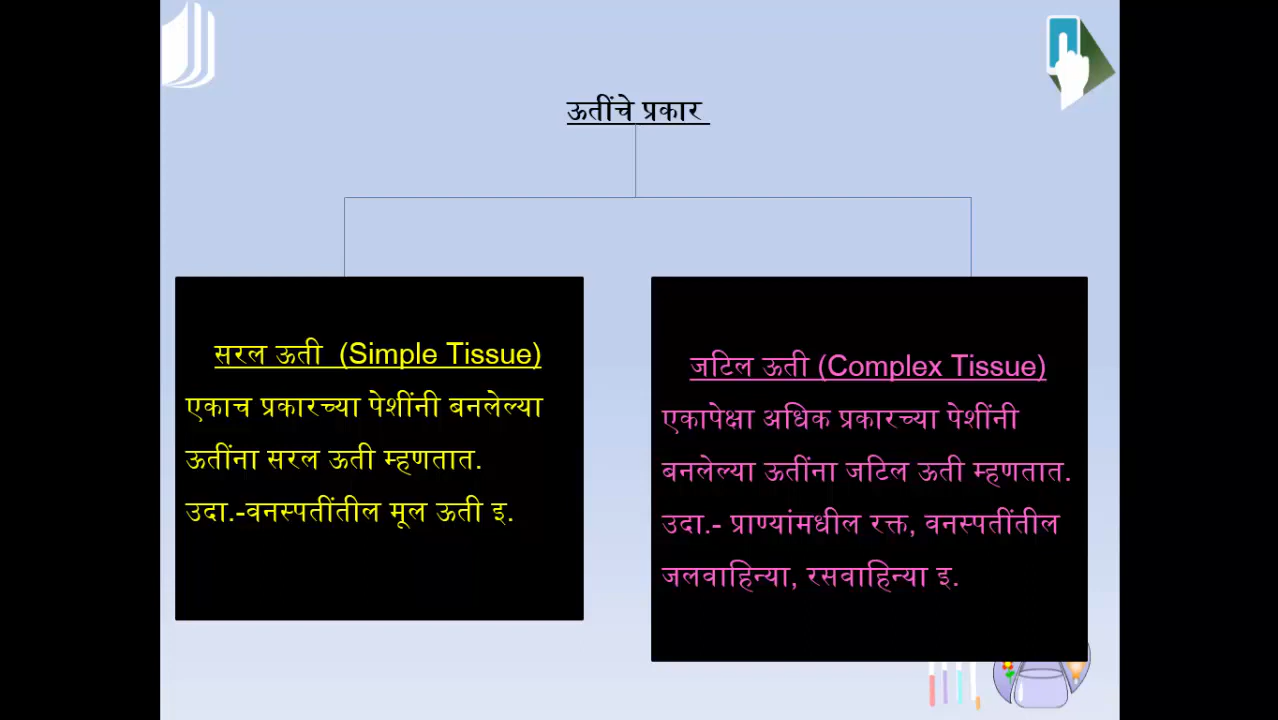 ऊतींचे प्रकार
सरल ऊती (Simple Tissue)
एकाच प्रकारच्या पेशींनी बनलेल्या
ऊतींना सरल ऊती म्हणतात.
उदा.-वनस्पतींतील मूल ऊती इ.
जटिल ऊती (Complex Tissue)
एकापेक्षा अधिक प्रकारच्या पेशींनी
बनलेल्या ऊतींना जटिल ऊती म्हणतात.
उदा.- प्राण्यांमधील रक्त, वनस्पतींतील
जलवाहिन्या, रसवाहिन्या इ.